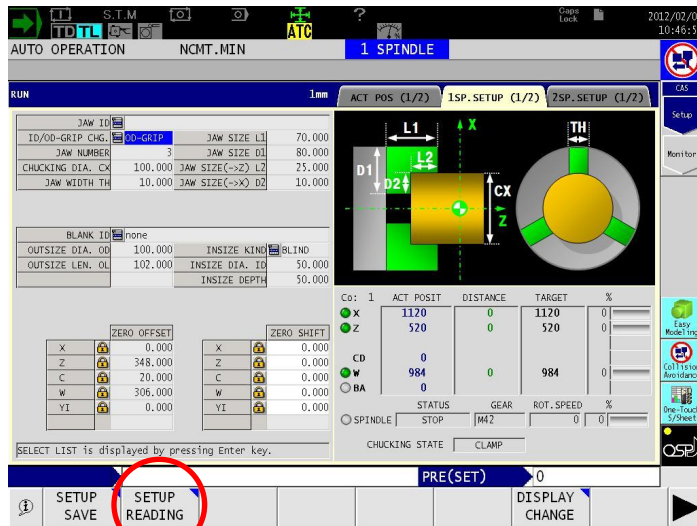 S.T.M ?
Caps Lock
2012/02/0
TD TL ATC
10:46:5
AUTO OPERATION NCMT.MIN 1 SPINDLE
RUN 1mm ACT POS (1/2) 1SP.SETUP (1/2) 2SP.SETUP (1/2)
CAS
Setup
Monitor
JAW ID
ID/OD-GRIP CHG. OD-GRIP JAW SIZE L1 70.000
JAW NUMBER 3 JAW SIZE D1 80.000
CHUCKING DIA. CX 100.000 JAW SIZE(->Z) L2 25.000
JAW WIDTH TH 10.000 JAW SIZE(->X) D2 10.000
L1 X TH
L2
D1 D2 CX
Z
BLANK ID none
OUTSIZE DIA. OD 100.000 INSIZE KIND BLIND
OUTSIZE LEN. OL 102.000 INSIZE DIA. ID 50.000
INSIZE DEPTH 50.000
Co: 1 ACT POSIT DISTANCE TARGET %
X 1120 0 1120 0
Z 520 0 520 0
CD 0
W 984 0 984 0
BA 0
STATUS GEAR ROT.SPEED %
SPINDLE STOP M42 0 0
CHUCKING STATE CLAMP
ZERO OFFSET ZERO SHIFT
X 0.000 X 0.000
Z 348.000 Z 0.000
C 20.000 C 0.000
W 306.000 W 0.000
YI 0.000 YI 0.000
Easy Modeling
Collision Avoidance
One-Touch S/Sheet
OSP
SELECT LIST is displayed by pressing Enter key.
PRE(SET) 0
SETUP SAVE
SETUP READING
DISPLAY CHANGE